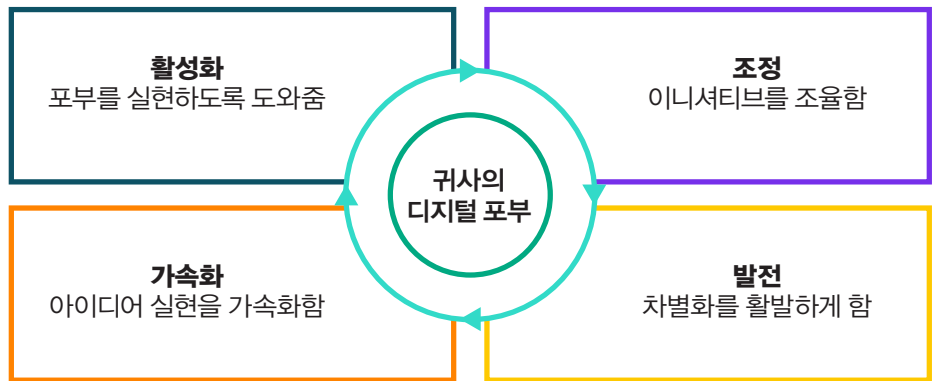 활성화
포부를 실현하도록 도와줌
조정
이니셔티브를 조율함
귀사의
디지털 포부
가속화
아이디어 실현을 가속화함
발전
차별화를 활발하게 함